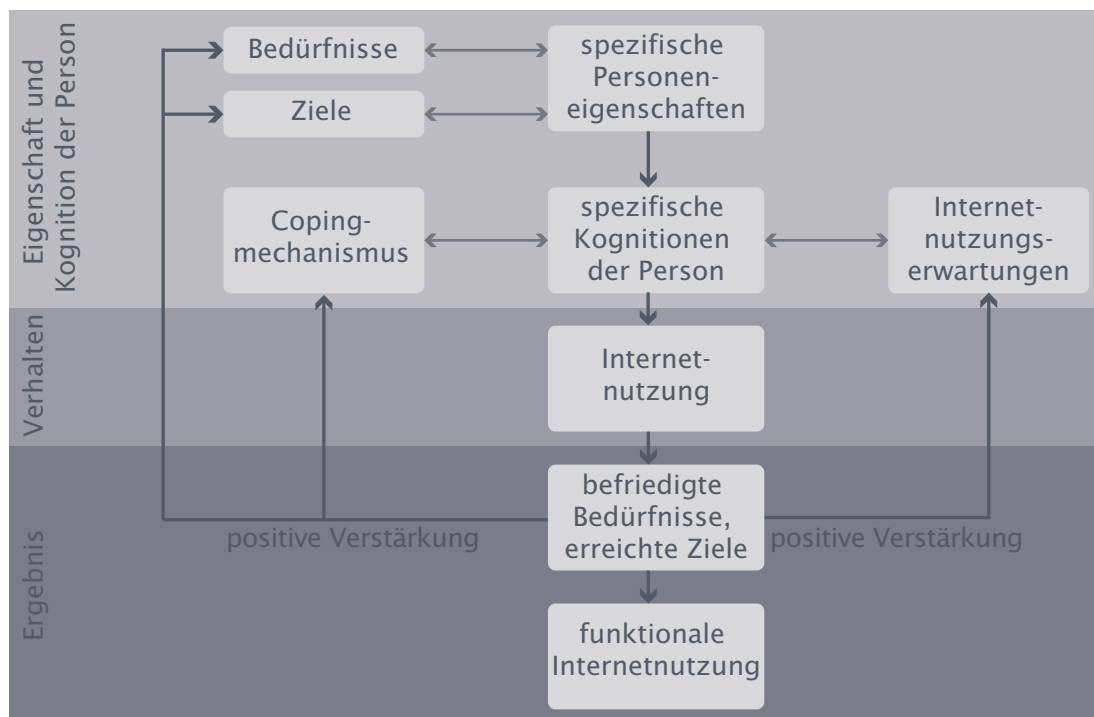 Eigenschaft und
Kognition der Person
Bedürfnisse
spezifische
Personen-
eigenschaften
Ziele
Coping-
mechanismus
spezifische
Kognitionen
der Person
Internet-
nutzungs-
erwartungen
Verhalten
Internet-
nutzung
Ergebnis
befriedigte
Bedürfnisse,
erreichte Ziele
positive Verstärkung
positive Verstärkung
funktionale
Internetnutzung